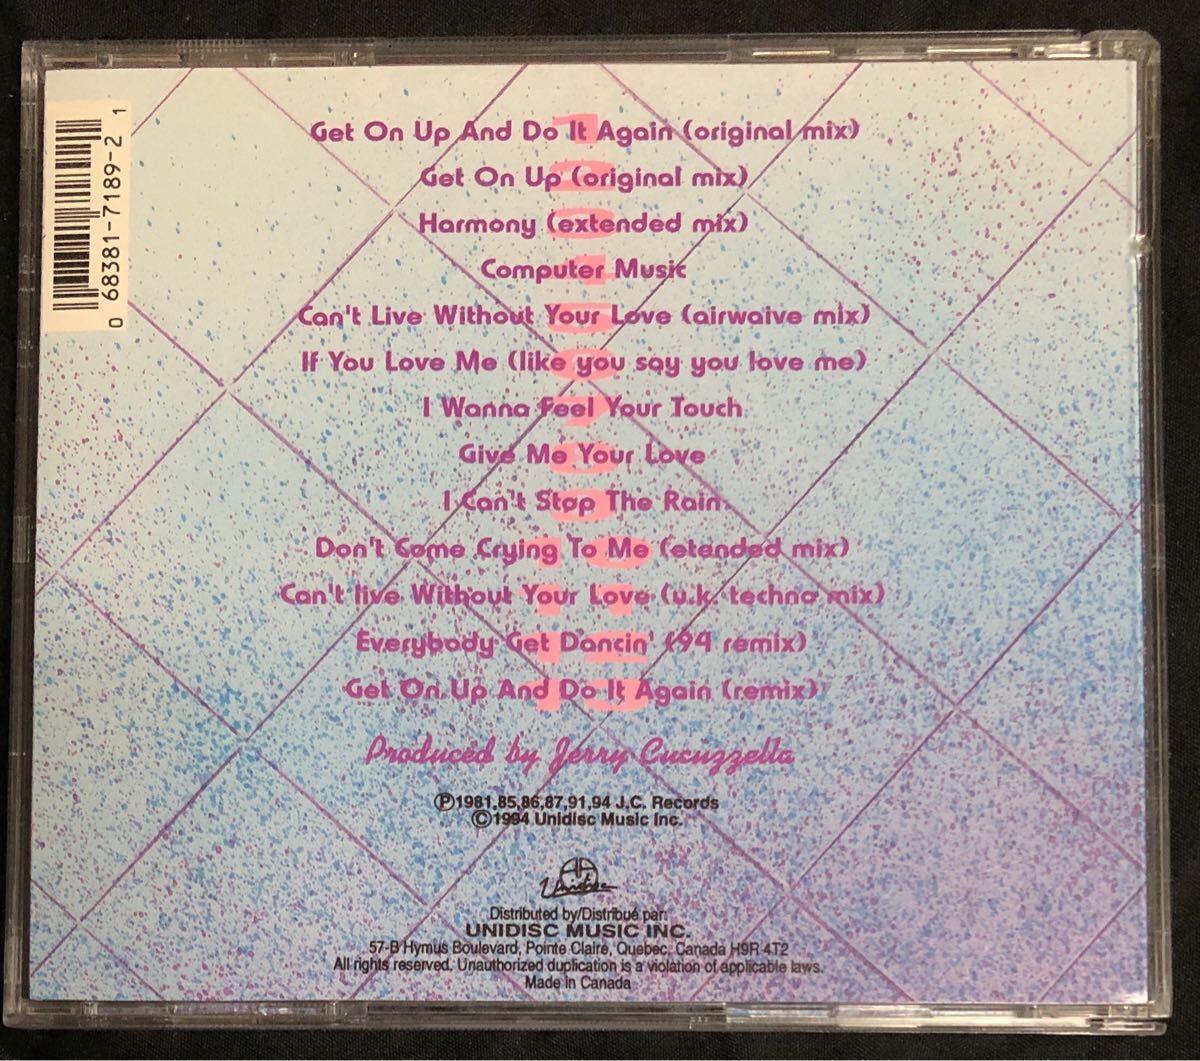 0 68381-7189-2 1
Get On Up And Do It Again (original mix)
Get On Up (original mix)
Harmony (extended mix)
Computer Music
Can't Live Without Your Love (airwaive mix)
If You Love Me (like you say you love me)
I Wanna Feel Your Touch
Give Me Your Love
I Can't Stop The Rain
Don't Come Crying To Me (etended mix)
Can't live Without Your Love (u.k. techno mix)
Everybody Get Dancin' (94 remix)
Get On Up And Do It Again (remix)
Produced by Jerry Cucuzzella
Ⓟ1981,85,86,87,91,94 J.C. Records
©1994 Unidisc Music Inc.
Unidisc
Distributed by/Distribué par:
UNIDISC MUSIC INC.
57-B Hymus Boulevard, Pointe Claire, Quebec, Canada H9R 4T2
All rights reserved. Unauthorized duplication is a violation of applicable laws.
Made in Canada